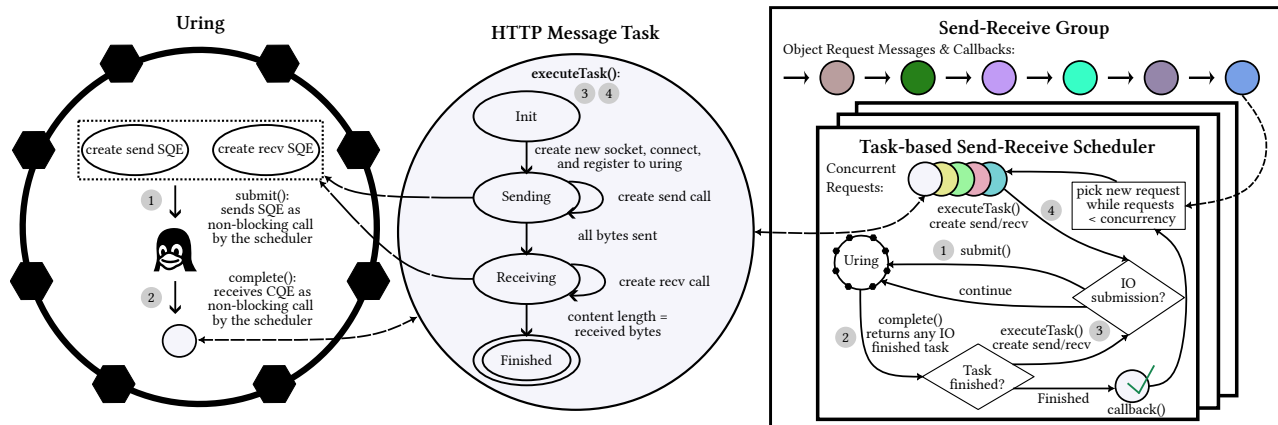 Uring
create send SQE
create recv SQE
1
submit():
sends SQE as
non-blocking call
by the scheduler
2
complete():
receives CQE as
non-blocking call
by the scheduler
HTTP Message Task
executeTask():
3 4
Init
create new socket, connect,
and register to uring
Sending
create send call
all bytes sent
Receiving
create recv call
content length =
received bytes
Finished
Send-Receive Group
Object Request Messages & Callbacks:
Task-based Send-Receive Scheduler
Concurrent
Requests:
pick new request
while requests
< concurrency
executeTask()
create send/recv
4
Uring
1 submit()
continue
IO
submission?
2
complete()
returns any IO
finished task
executeTask()
create send/recv
3
Task
finished?
Finished
callback()